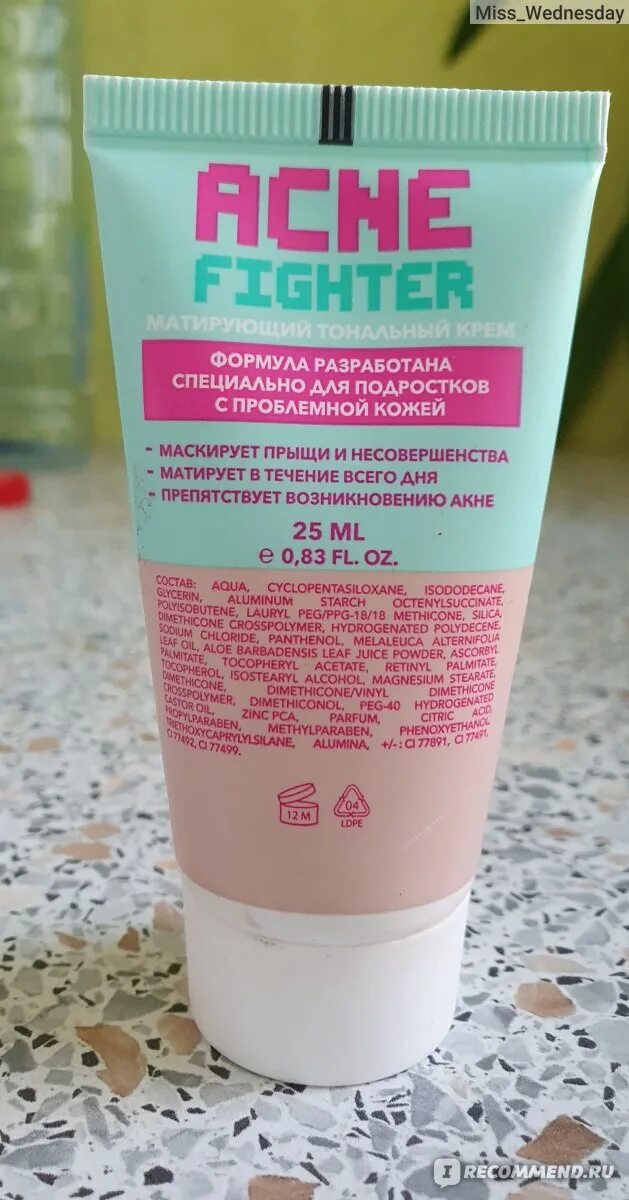 Miss_Wednesday
ACNE
FIGHTER
МАТИРУЮЩИЙ ТОНАЛЬНЫЙ КРЕМ
ФОРМУЛА РАЗРАБОТАНА
СПЕЦИАЛЬНО ДЛЯ ПОДРОСТКОВ
С ПРОБЛЕМНОЙ КОЖЕЙ
- МАСКИРУЕТ ПРЫЩИ И НЕСОВЕРШЕНСТВА
- МАТИРУЕТ В ТЕЧЕНИЕ ВСЕГО ДНЯ
- ПРЕПЯТСТВУЕТ ВОЗНИКНОВЕНИЮ АКНЕ
25 ML
℮ 0,83 FL. OZ.
СОСТАВ: AQUA, CYCLOPENTASILOXANE, ISODODECANE,
GLYCERIN, ALUMINUM STARCH OCTENYLSUCCINATE,
POLYISOBUTENE, LAURYL PEG/PPG-18/18 METHICONE, SILICA,
DIMETHICONE CROSSPOLYMER, HYDROGENATED POLYDECENE,
SODIUM CHLORIDE, PANTHENOL, MELALEUCA ALTERNIFOLIA
LEAF OIL, ALOE BARBADENSIS LEAF JUICE POWDER, ASCORBYL
PALMITATE, TOCOPHERYL ACETATE, RETINYL PALMITATE,
TOCOPHEROL, ISOSTEARYL ALCOHOL, MAGNESIUM STEARATE,
DIMETHICONE, DIMETHICONE/VINYL DIMETHICONE
CROSSPOLYMER, DIMETHICONOL, PEG-40 HYDROGENATED
CASTOR OIL, ZINC PCA, PARFUM, CITRIC ACID,
PROPYLPARABEN, METHYLPARABEN, PHENOXYETHANOL,
TRIETHOXYCAPRYLYLSILANE, ALUMINA, +/-: CI 77891, CI 77491,
CI 77492, CI 77499.
12 M
04
LDPE
IRECOMMEND.RU